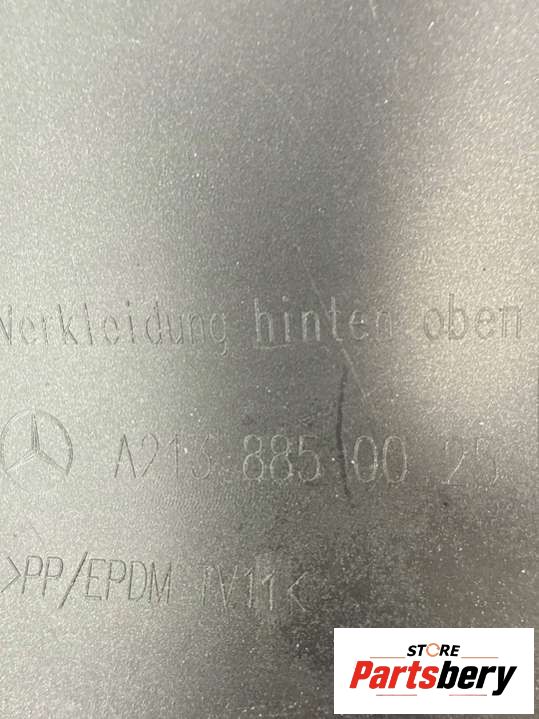 Verkleidung hinten oben
A213 885 00 25
>PP/EPDM TV11<
STORE
Partsbery